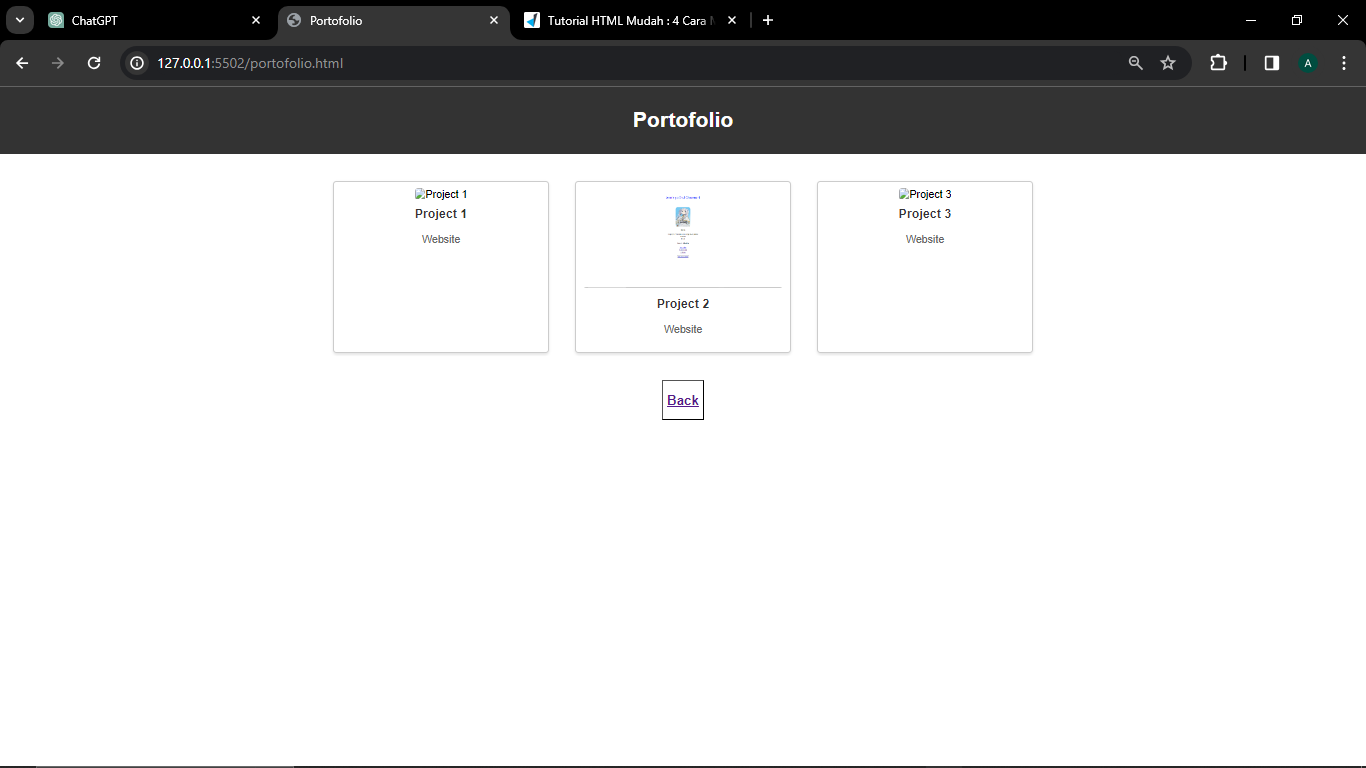 ChatGPT
Portofolio
Tutorial HTML Mudah : 4 Cara
127.0.0.1:5502/portofolio.html
A
Portofolio
Project 1
Project 1
Website
Project 2
Website
Project 3
Project 3
Website
Back